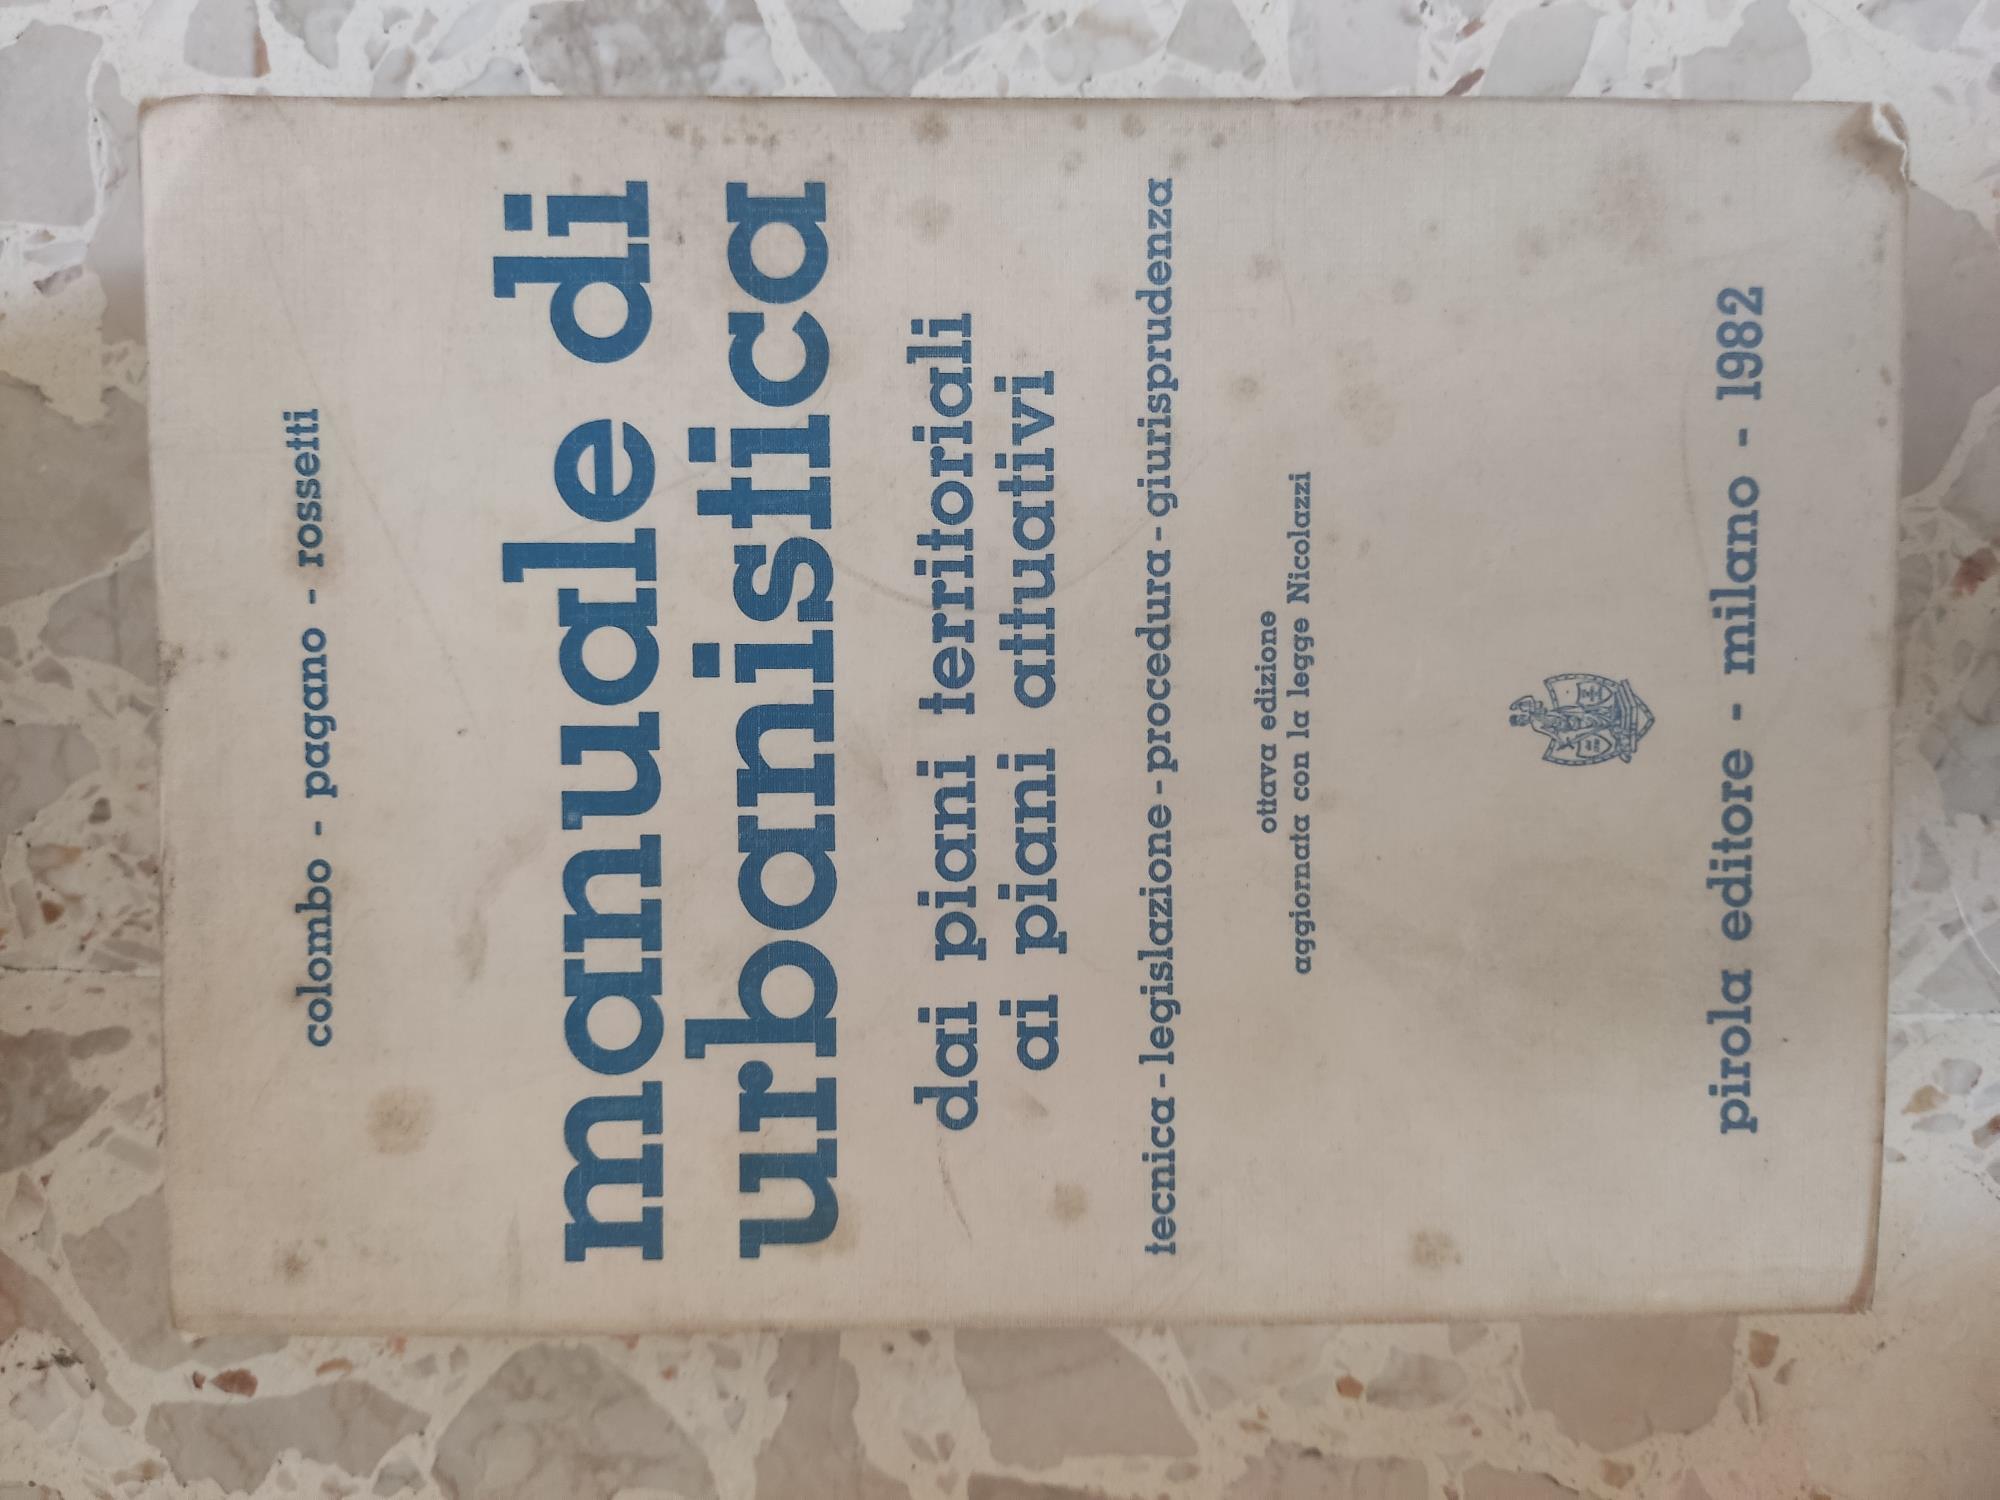 colombo - pagano - rossetti
manuale di
urbanistica
dai piani territoriali
ai piani attuativi
tecnica - legislazione - procedura - giurisprudenza
ottava edizione
aggiornata con la legge Nicolazzi
pirola editore - milano - 1982